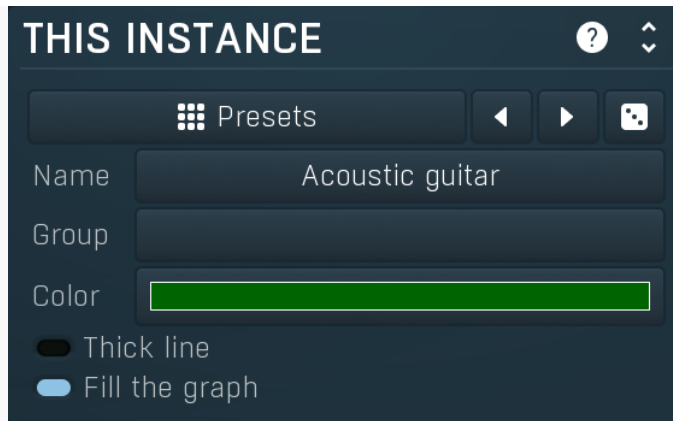 THIS INSTANCE ?
Presets
Name Acoustic guitar
Group
Color
Thick line
Fill the graph